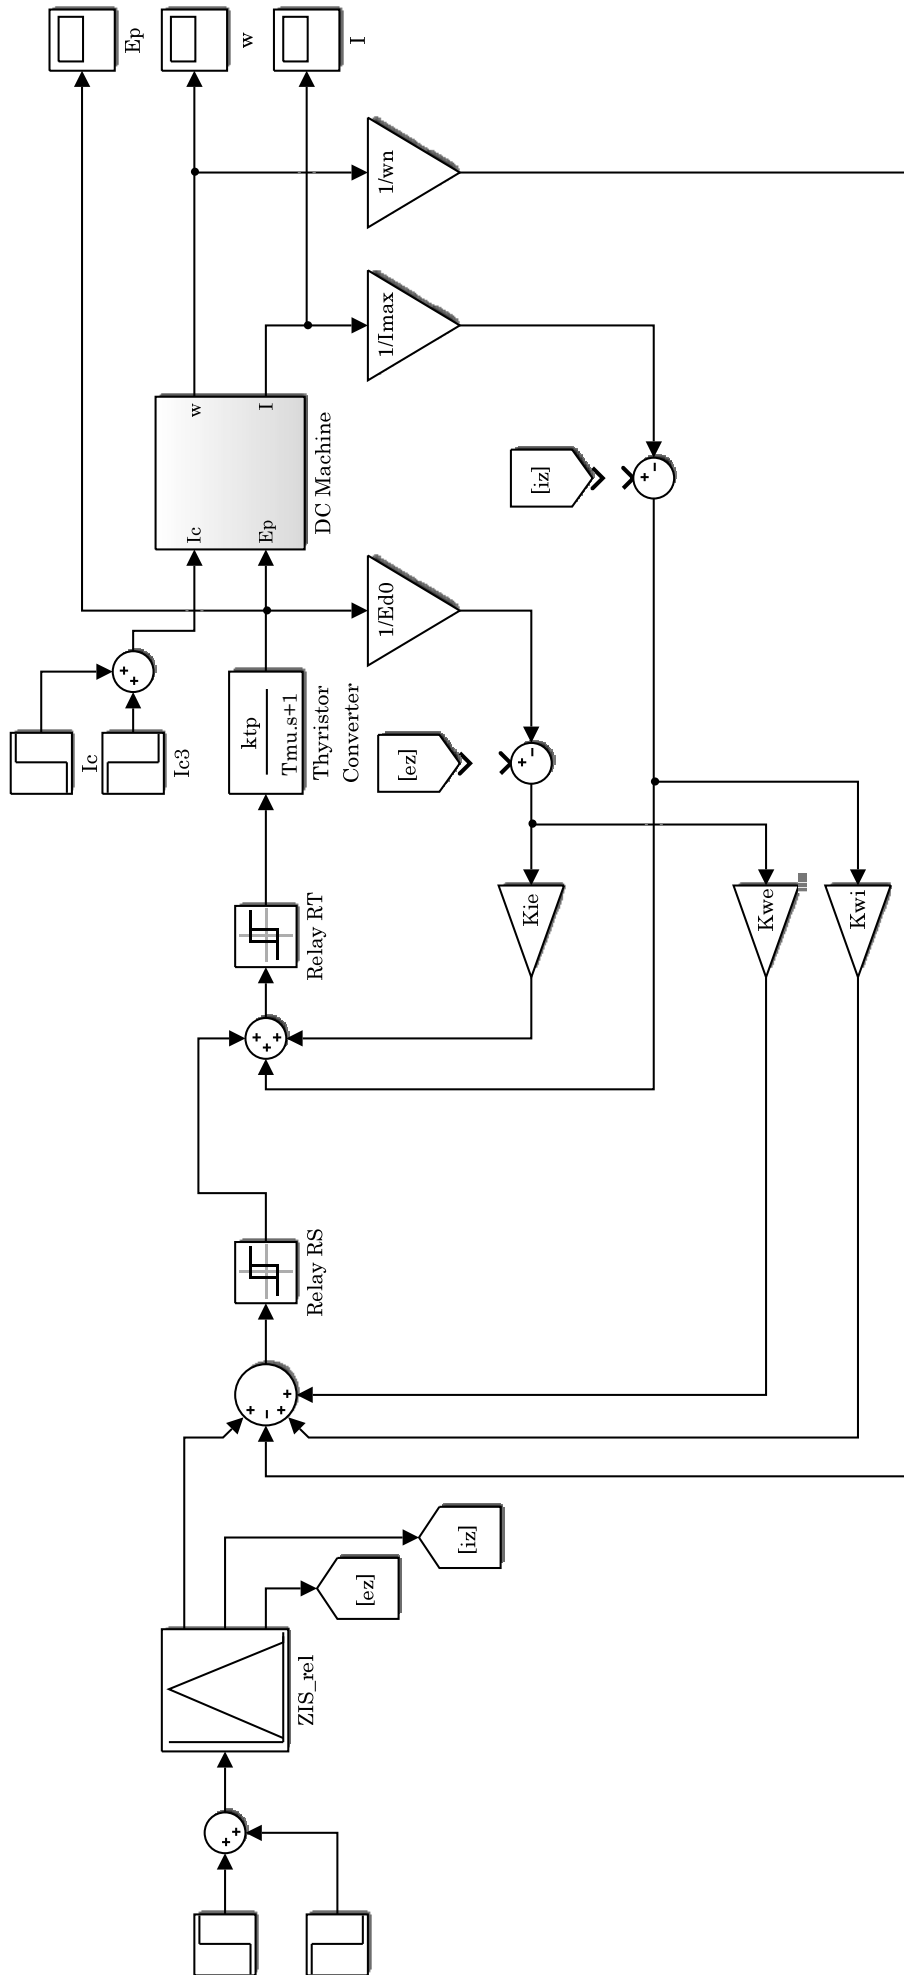 Ep
w
I
1/wn
1/Imax
w
I
Ic
Ep
DC Machine
[iz]
+
−
1/Ed0
+
+
Ic
Ic3
ktp
Tmu.s+1
Thyristor
Converter
[ez]
+
−
Kie
Kwe
Kwi
Relay RT
+
+
+
Relay RS
+
−
+
+
[iz]
[ez]
ZIS_rel
+
+